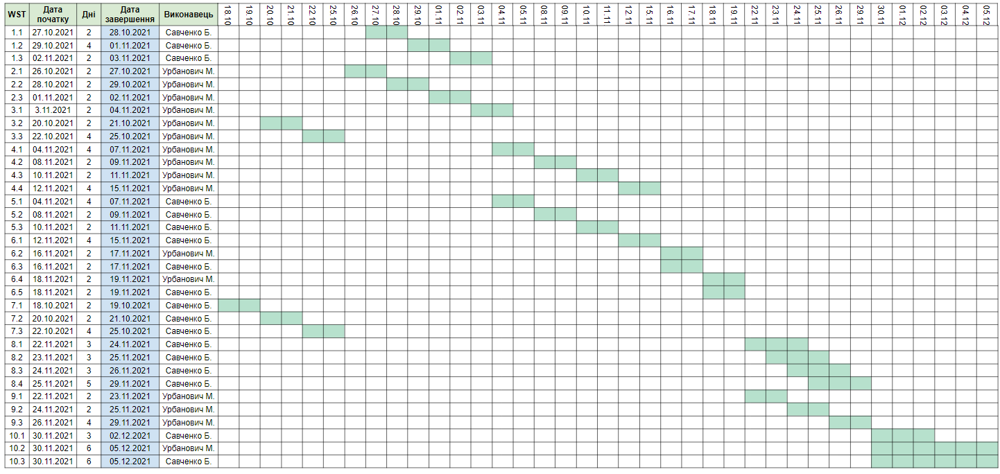 WST Дата початку Дні Дата завершення Виконавець 18.10 19.10 20.10 21.10 22.10 25.10 26.10 27.10 28.10 29.10 01.11 02.11 03.11 04.11 05.11 08.11 09.11 10.11 11.11 12.11 15.11 16.11 17.11 18.11 19.11 22.11 23.11 24.11 25.11 26.11 29.11 30.11 01.12 02.12 03.12 04.12 05.12
1.1 27.10.2021 2 28.10.2021 Савченко Б.
1.2 29.10.2021 4 01.11.2021 Савченко Б.
1.3 02.11.2021 2 03.11.2021 Савченко Б.
2.1 26.10.2021 2 27.10.2021 Урбанович М.
2.2 28.10.2021 2 29.10.2021 Урбанович М.
2.3 01.11.2021 2 02.11.2021 Урбанович М.
3.1 3.11.2021 2 04.11.2021 Урбанович М.
3.2 20.10.2021 2 21.10.2021 Урбанович М.
3.3 22.10.2021 4 25.10.2021 Урбанович М.
4.1 04.11.2021 4 07.11.2021 Урбанович М.
4.2 08.11.2021 2 09.11.2021 Урбанович М.
4.3 10.11.2021 2 11.11.2021 Урбанович М.
4.4 12.11.2021 4 15.11.2021 Урбанович М.
5.1 04.11.2021 4 07.11.2021 Савченко Б.
5.2 08.11.2021 2 09.11.2021 Савченко Б.
5.3 10.11.2021 2 11.11.2021 Савченко Б.
6.1 12.11.2021 4 15.11.2021 Савченко Б.
6.2 16.11.2021 2 17.11.2021 Урбанович М.
6.3 16.11.2021 2 17.11.2021 Савченко Б.
6.4 18.11.2021 2 19.11.2021 Урбанович М.
6.5 18.11.2021 2 19.11.2021 Савченко Б.
7.1 18.10.2021 2 19.10.2021 Савченко Б.
7.2 20.10.2021 2 21.10.2021 Савченко Б.
7.3 22.10.2021 4 25.10.2021 Савченко Б.
8.1 22.11.2021 3 24.11.2021 Савченко Б.
8.2 23.11.2021 3 25.11.2021 Савченко Б.
8.3 24.11.2021 3 26.11.2021 Савченко Б.
8.4 25.11.2021 5 29.11.2021 Савченко Б.
9.1 22.11.2021 2 23.11.2021 Урбанович М.
9.2 24.11.2021 2 25.11.2021 Урбанович М.
9.3 26.11.2021 4 29.11.2021 Урбанович М.
10.1 30.11.2021 3 02.12.2021 Савченко Б.
10.2 30.11.2021 6 05.12.2021 Урбанович М.
10.3 30.11.2021 6 05.12.2021 Савченко Б.